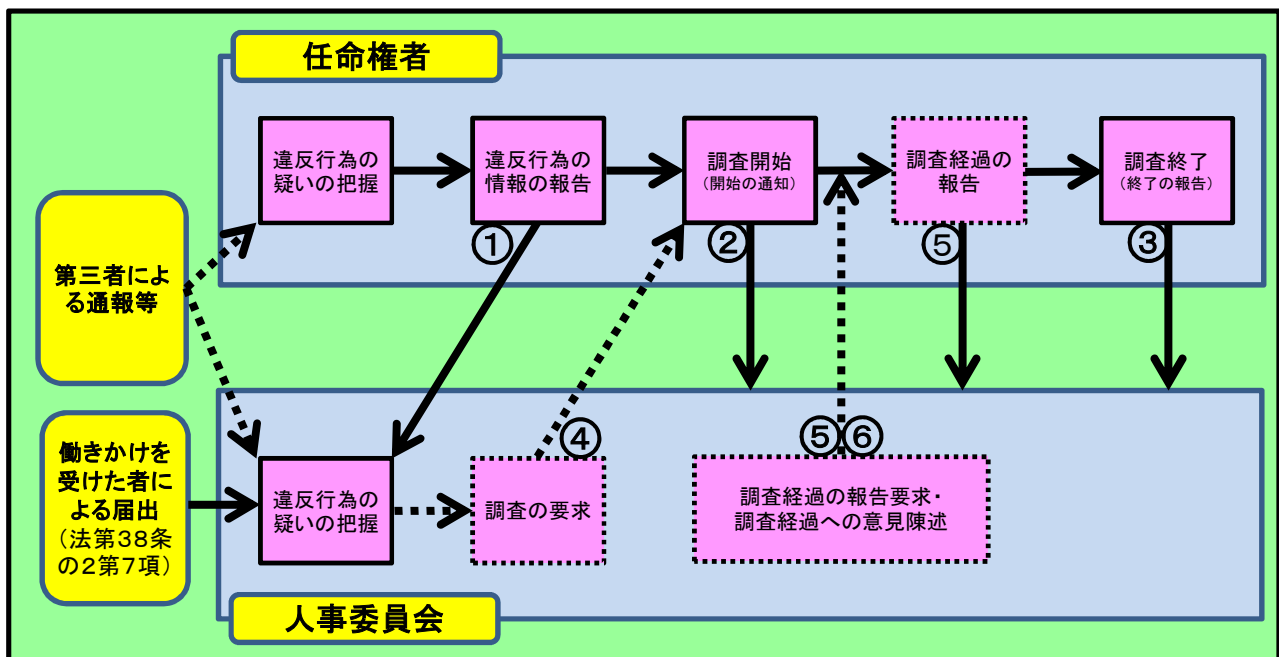 任命権者
違反行為の
疑いの把握
違反行為の
情報の報告
調査開始
（開始の通知）
調査経過の
報告
調査終了
（終了の報告）
①
②
⑤
③
第三者によ
る通報等
働きかけを
受けた者に
よる届出
（法第38条
の2第7項）
違反行為の
疑いの把握
④
調査の要求
⑤⑥
調査経過の報告要求・
調査経過への意見陳述
人事委員会